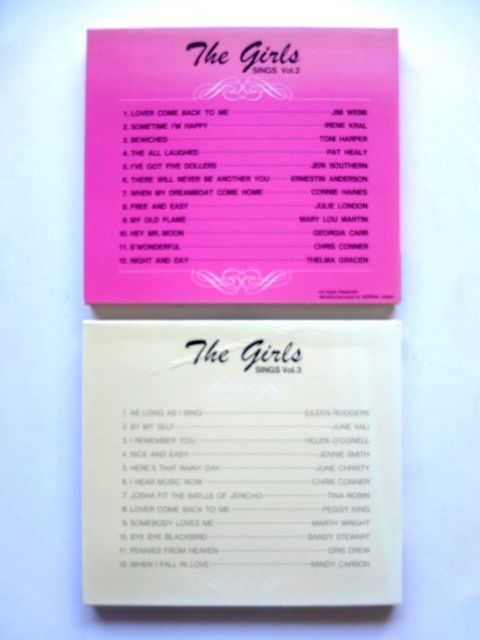 The Girls
SINGS Vol.2
1. LOVER COME BACK TO ME JIM WEBB
2. SOMETIME I'M HAPPY IRENE KRAL
3. BEWICHED TONI HARPER
4. THE ALL LAUGHED PAT HEALY
5. I'VE GOT FIVE DOLLERS JERI SOUTHERN
6. THERE WILL NEVER BE ANOTHER YOU ERNESTIN ANDERSON
7. WHEN MY DREAMBOAT COME HOME CONNIE HAINES
8. FREE AND EASY JULIE LONDON
9. MY OLD FLAME MARY LOU MARTIN
10. HEY MR, MOON GEORGIA CARR
11. S'WONDERFUL CHRIS CONNER
12. NIGHT AND DAY THELMA GRACEN
All Right Reserved
The Girls
SINGS Vol.3
1. AS LONG AS I SING EILEEN RODGERS
2. BY MY SELF JUNE VALI
3. I REMEMBER YOU HELEN O'CONELL
4. NICE AND EASY JENNIE SMITH
5. HERE'S THAT RAINY DAY JUNE CHRISTY
6. I HEAR MUSIC NOW CHRIS CONNER
7. JOSHA FIT THE BATLLE OF JERICHO TINA ROBIN
8. LOVER COME BACK TO ME PEGGY KING
9. SOMEBODY LOVES ME MARTH WRIGHT
10. BYE BYE BLACKBIRD SANDY STEWART
11. PENNIES FROM HEAVEN DRIS DREW
12. WHEN I FALL IN LOVE MINDY CARSON